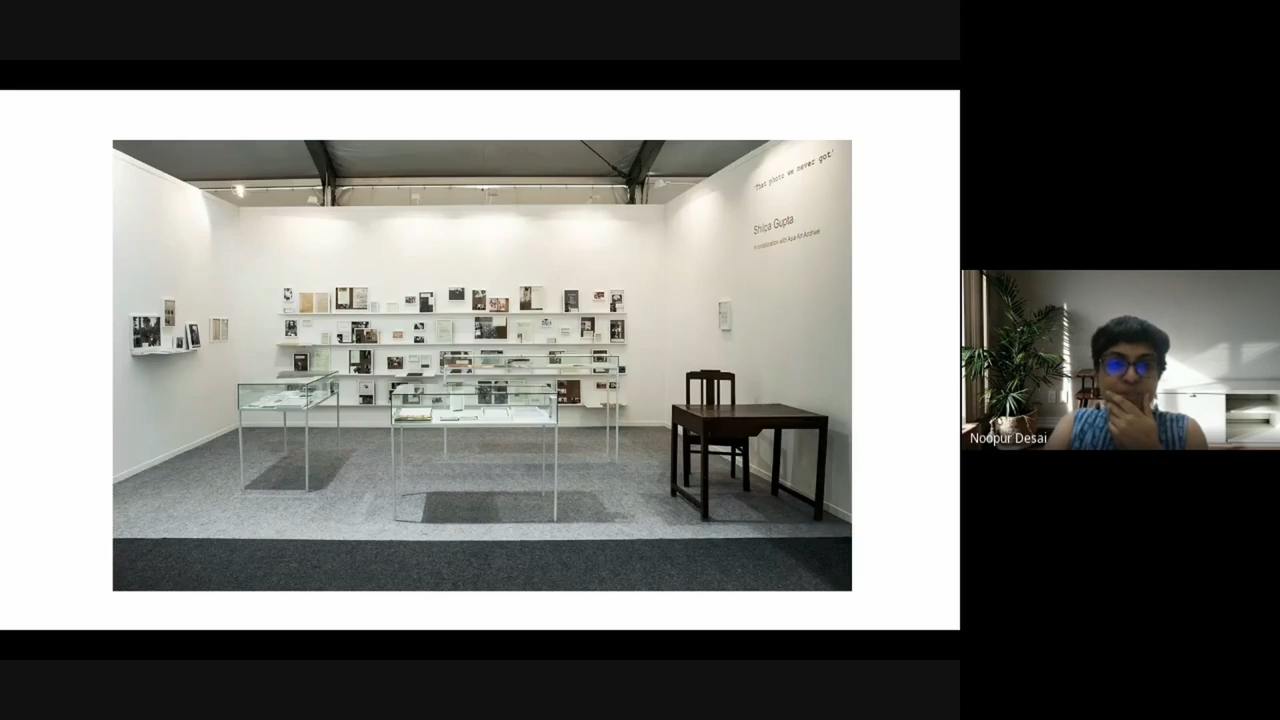 'That photo we never got'
Shilpa Gupta
In collaboration with Asia Art Archive
Noopur Desai